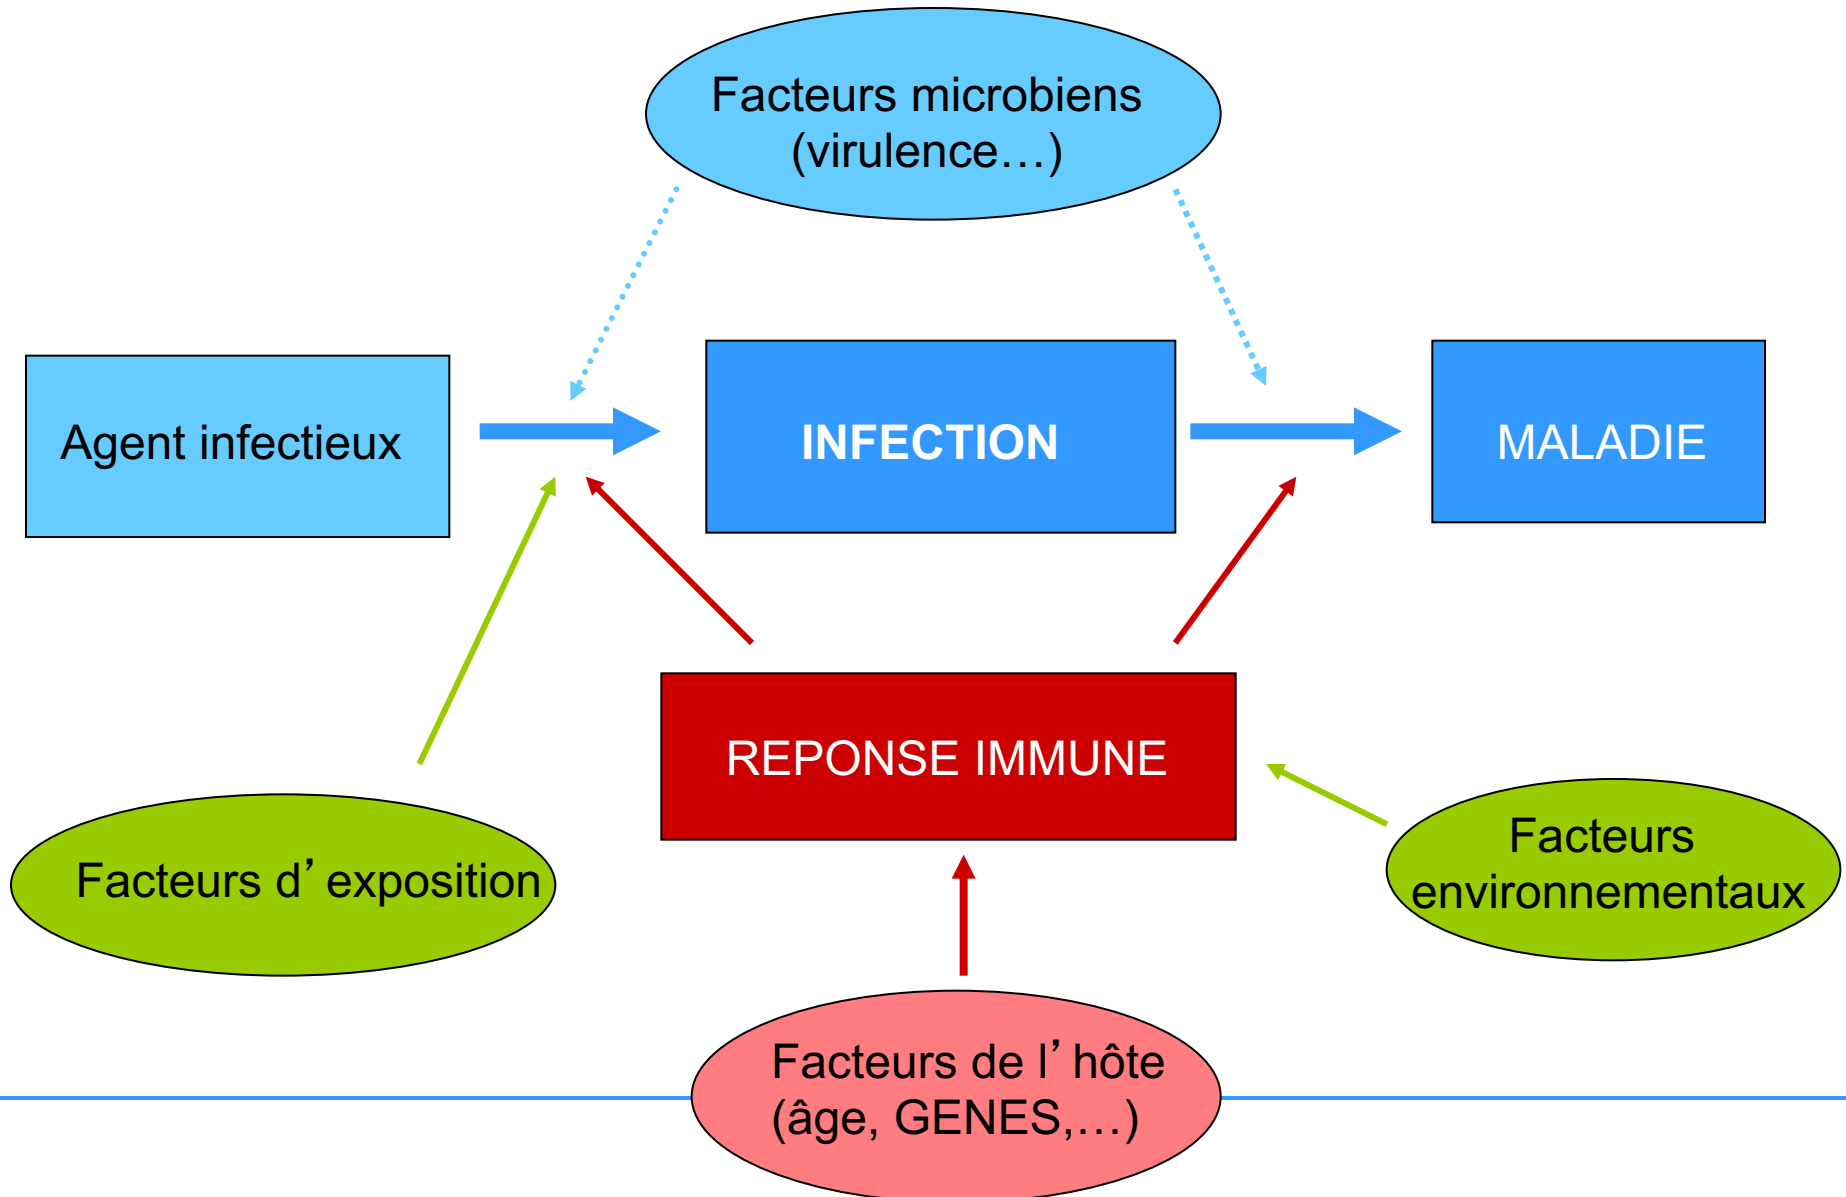 Facteurs microbiens
(virulence…)
Agent infectieux
INFECTION
MALADIE
REPONSE IMMUNE
Facteurs d’ exposition
Facteurs
environnementaux
Facteurs de l’ hôte
(âge, GENES,…)